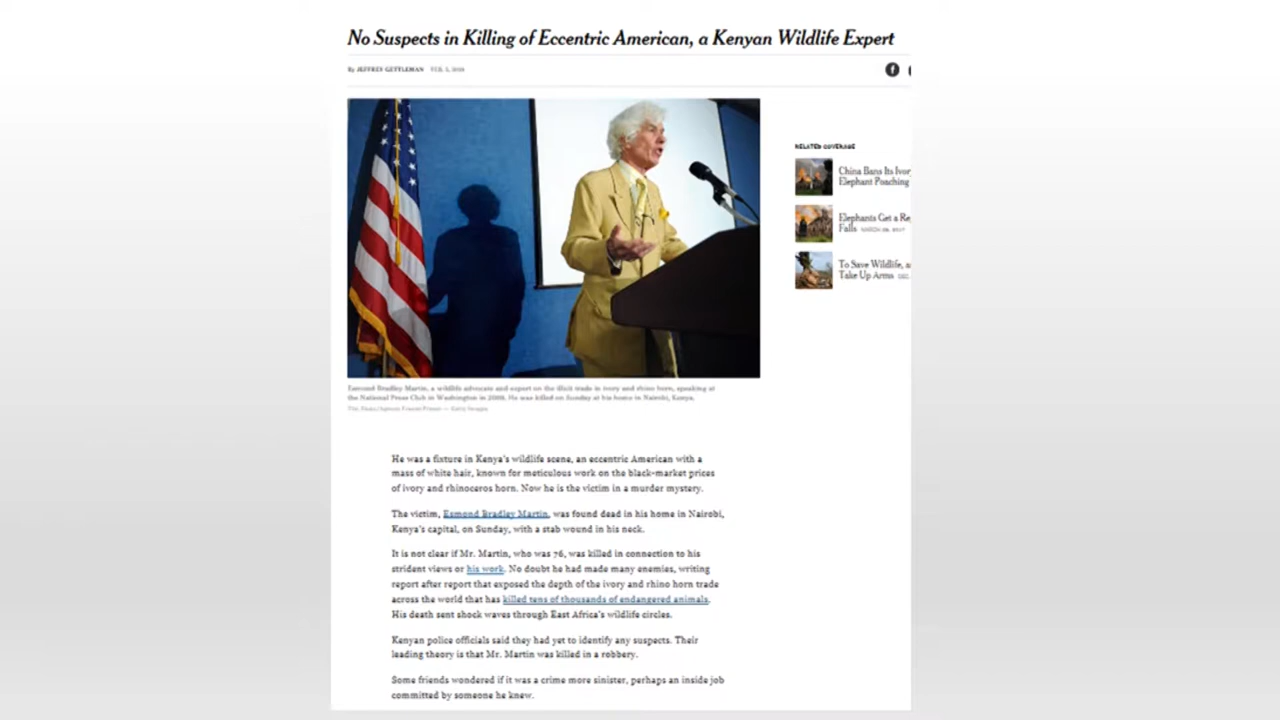 No Suspects in Killing of Eccentric American, a Kenyan Wildlife Expert
By JEFFREY GETTLEMAN FEB. 5, 2018
RELATED COVERAGE
China Bans Its Ivor
Elephant Poaching
Elephants Get a Re
Falls MARCH 29, 2017
To Save Wildlife, a
Take Up Arms DEC.
Esmond Bradley Martin, a wildlife advocate and expert on the illicit trade in ivory and rhino horn, speaking at
the National Press Club in Washington in 2008. He was killed on Sunday at his home in Nairobi, Kenya.
— Getty Images
He was a fixture in Kenya's wildlife scene, an eccentric American with a
mass of white hair, known for meticulous work on the black-market prices
of ivory and rhinoceros horn. Now he is the victim in a murder mystery.
The victim, Esmond Bradley Martin, was found dead in his home in Nairobi,
Kenya's capital, on Sunday, with a stab wound in his neck.
It is not clear if Mr. Martin, who was 76, was killed in connection to his
strident views or his work. No doubt he had made many enemies, writing
report after report that exposed the depth of the ivory and rhino horn trade
across the world that has killed tens of thousands of endangered animals.
His death sent shock waves through East Africa's wildlife circles.
Kenyan police officials said they had yet to identify any suspects. Their
leading theory is that Mr. Martin was killed in a robbery.
Some friends wondered if it was a crime more sinister, perhaps an inside job
committed by someone he knew.